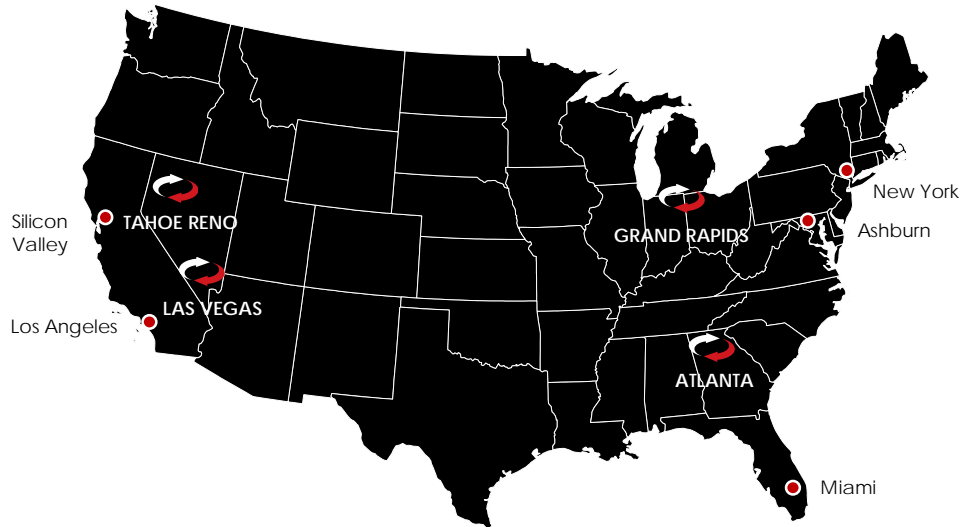 New York
Silicon
Valley
TAHOE RENO
GRAND RAPIDS
Ashburn
LAS VEGAS
Los Angeles
ATLANTA
Miami